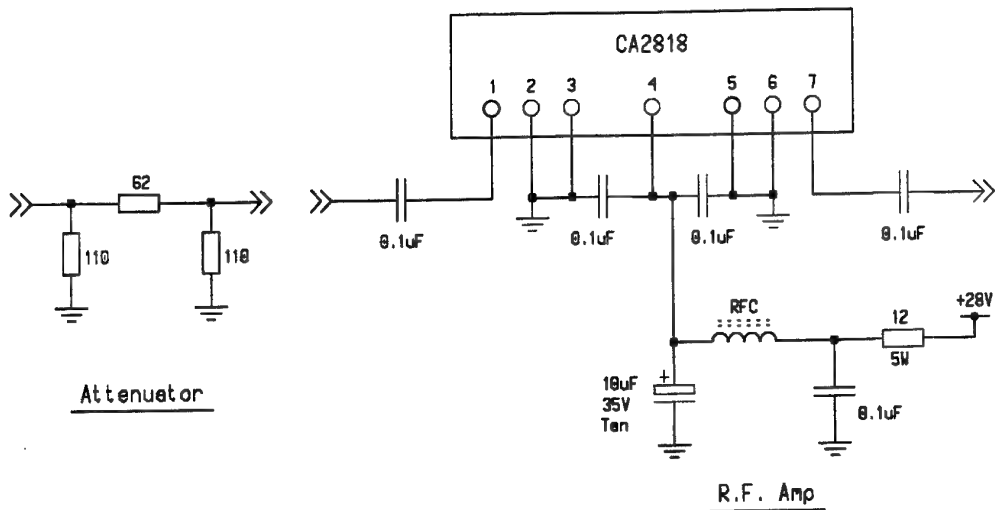 CA2818
1 2 3 4 5 6 7
62
110
110
0.1uF
0.1uF
0.1uF
0.1uF
Attenuator
RFC
12
5W
+28V
+
10uF
35V
Tan
0.1uF
R.F. Amp